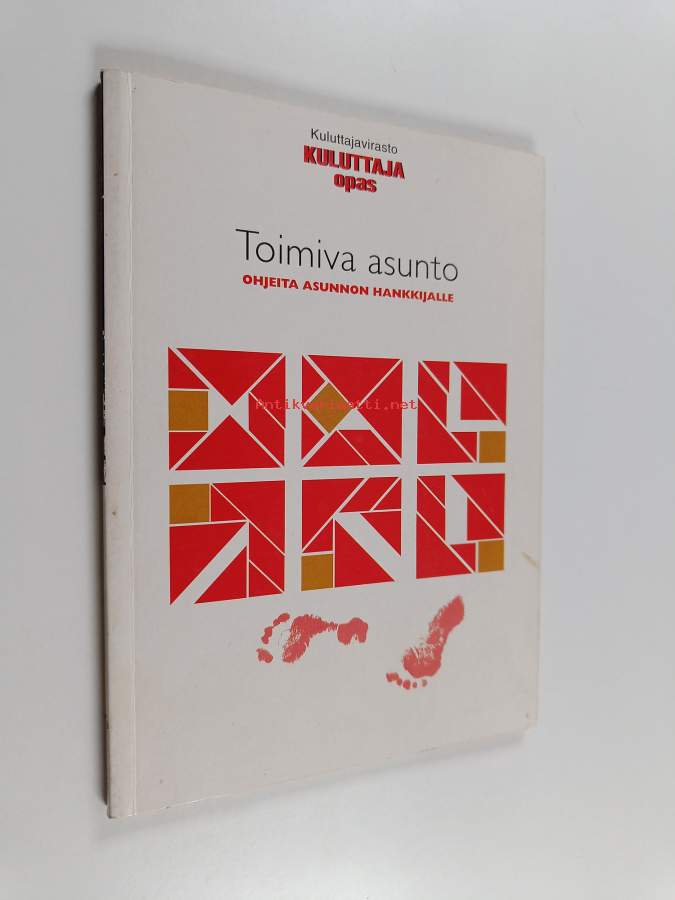 Kuluttajavirasto
KULUTTAJA
opas
Toimiva asunto
OHJEITA ASUNNON HANKKIJALLE
Antikvariaatti.net